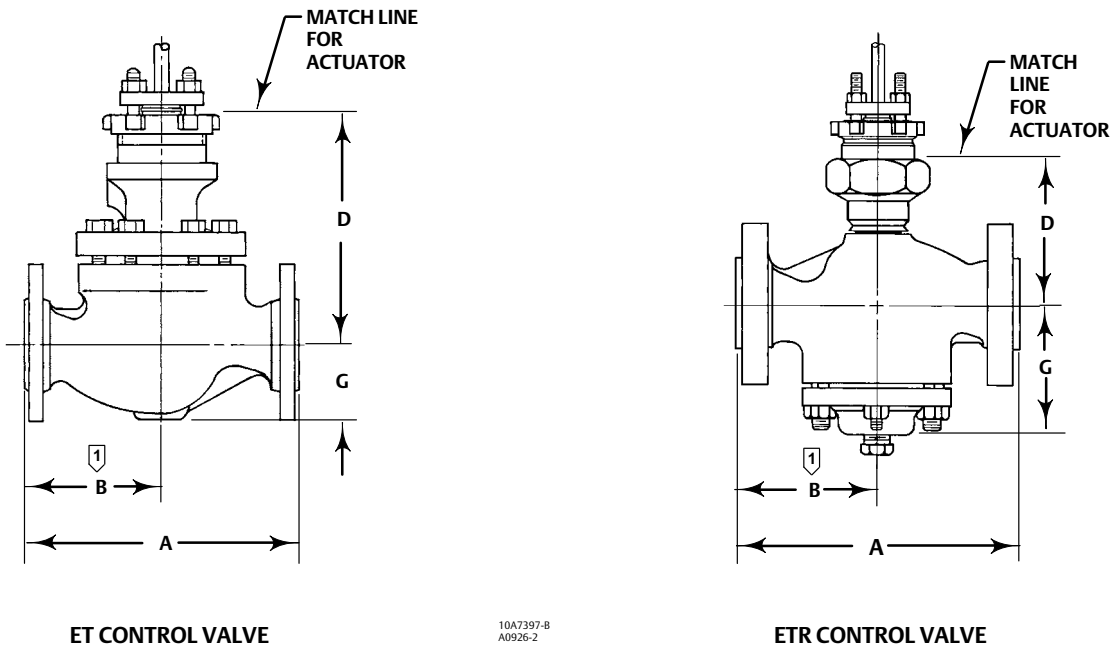 MATCH LINE
FOR
ACTUATOR
D
G
1
B
A
ET CONTROL VALVE
10A7397-B
A0926-2
MATCH
LINE
FOR
ACTUATOR
D
G
1
B
A
ETR CONTROL VALVE